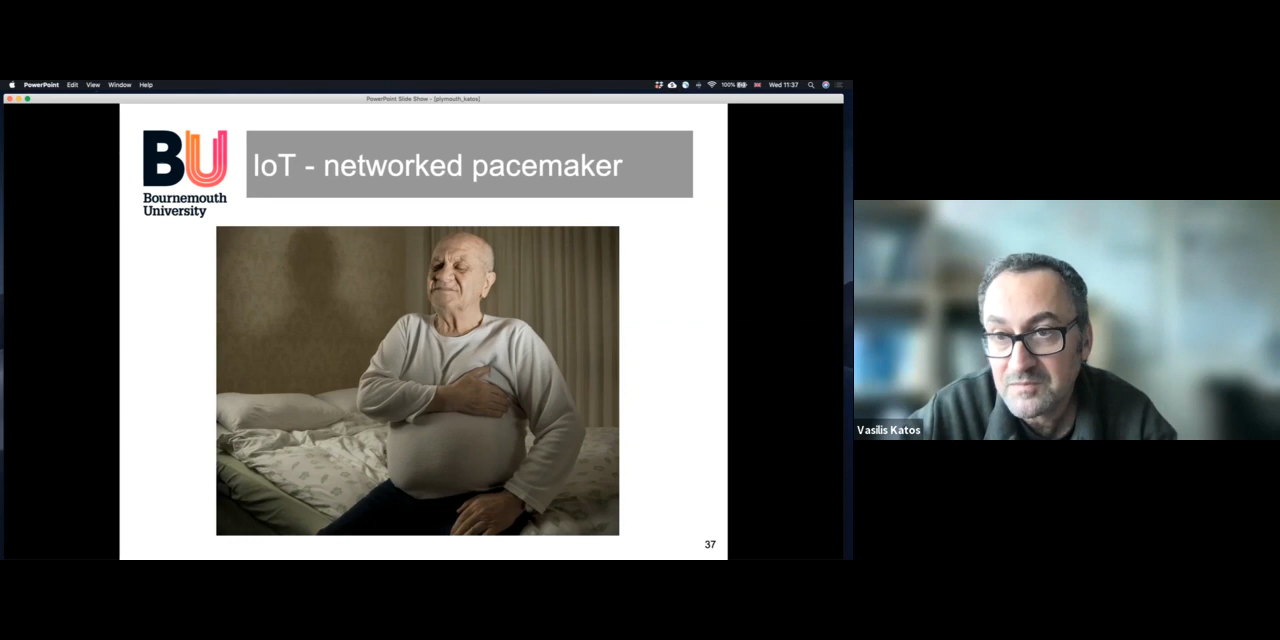 PowerPoint Edit View Window Help
100% Wed 11:37
PowerPoint Slide Show - [plymouth_katos]
BU
Bournemouth
University
IoT - networked pacemaker
37
Vasilis Katos